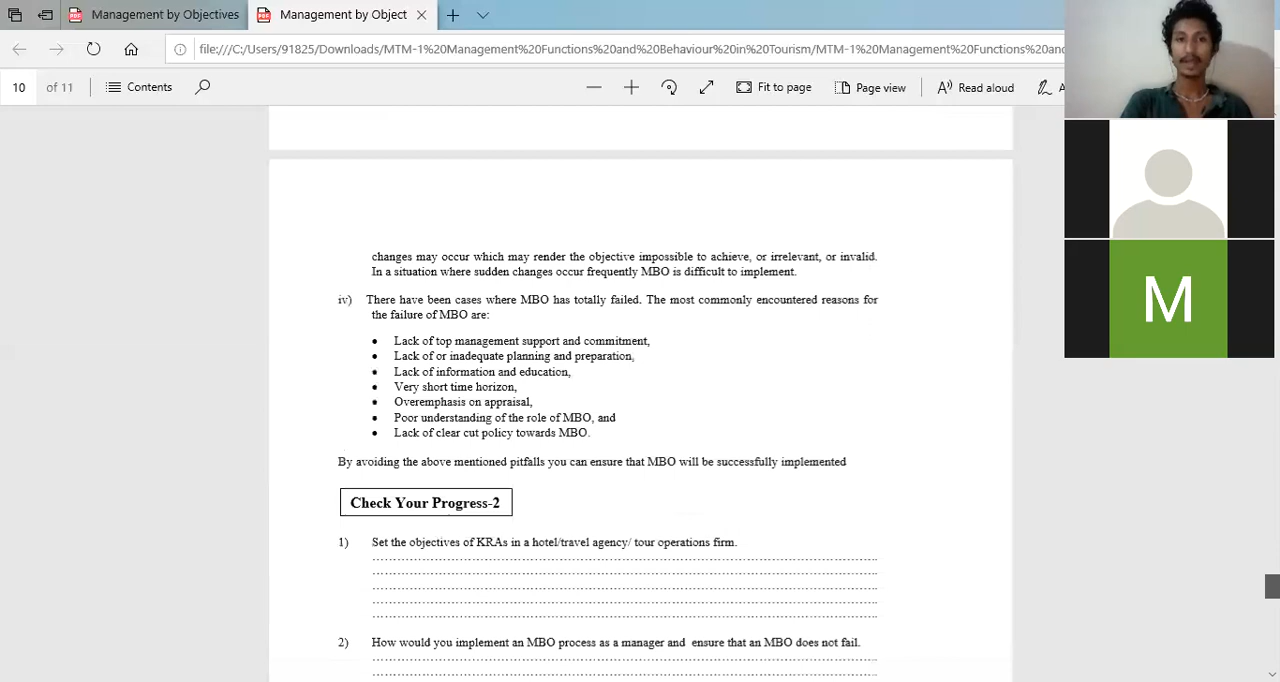 Management by Objectives
Management by Object
file:///C:/Users/91825/Downloads/MTM-1%20Management%20Functions%20and%20Behaviour%20in%20Tourism/MTM-1%20Management%20Functions%20and
10 of 11
Contents
Fit to page
Page view
Read aloud
changes may occur which may render the objective impossible to achieve, or irrelevant, or invalid.
In a situation where sudden changes occur frequently MBO is difficult to implement.
iv) There have been cases where MBO has totally failed. The most commonly encountered reasons for
the failure of MBO are:
• Lack of top management support and commitment,
• Lack of or inadequate planning and preparation,
• Lack of information and education,
• Very short time horizon,
• Overemphasis on appraisal,
• Poor understanding of the role of MBO, and
• Lack of clear cut policy towards MBO.
By avoiding the above mentioned pitfalls you can ensure that MBO will be successfully implemented
Check Your Progress-2
1) Set the objectives of KRAs in a hotel/travel agency/ tour operations firm.
2) How would you implement an MBO process as a manager and ensure that an MBO does not fail.
M